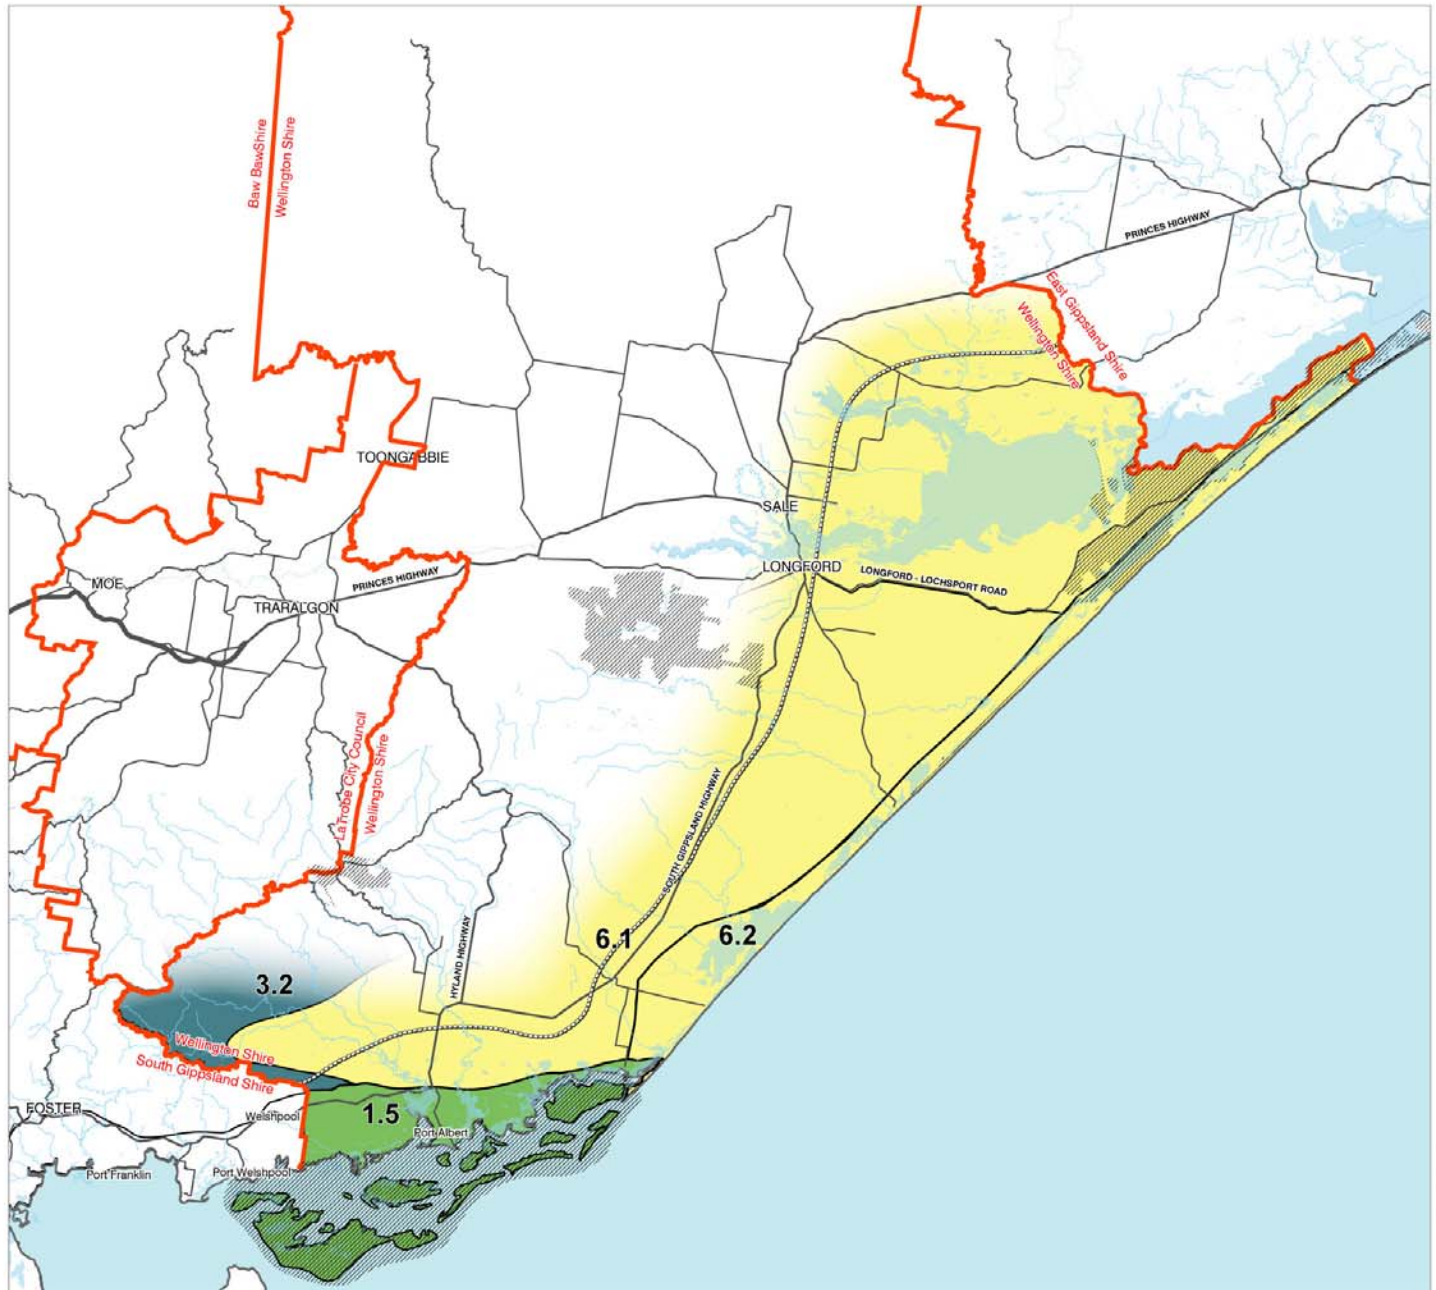 Baw BawShire
Wellington Shire
PRINCES HIGHWAY
East Gippsland Shire
Wellington Shire
TOONGABBIE
SALE
LONGFORD
LONGFORD - LOCHSPORT ROAD
MOE
PRINCES HIGHWAY
TRARALGON
LaTrobe City Council
Wellington Shire
SOUTH GIPPSLAND HIGHWAY
HYLAND HIGHWAY
6.1
6.2
3.2
Wellington Shire
South Gippsland Shire
FOSTER
Welshpool
1.5
Port Albert
Port Franklin
Port Welshpool